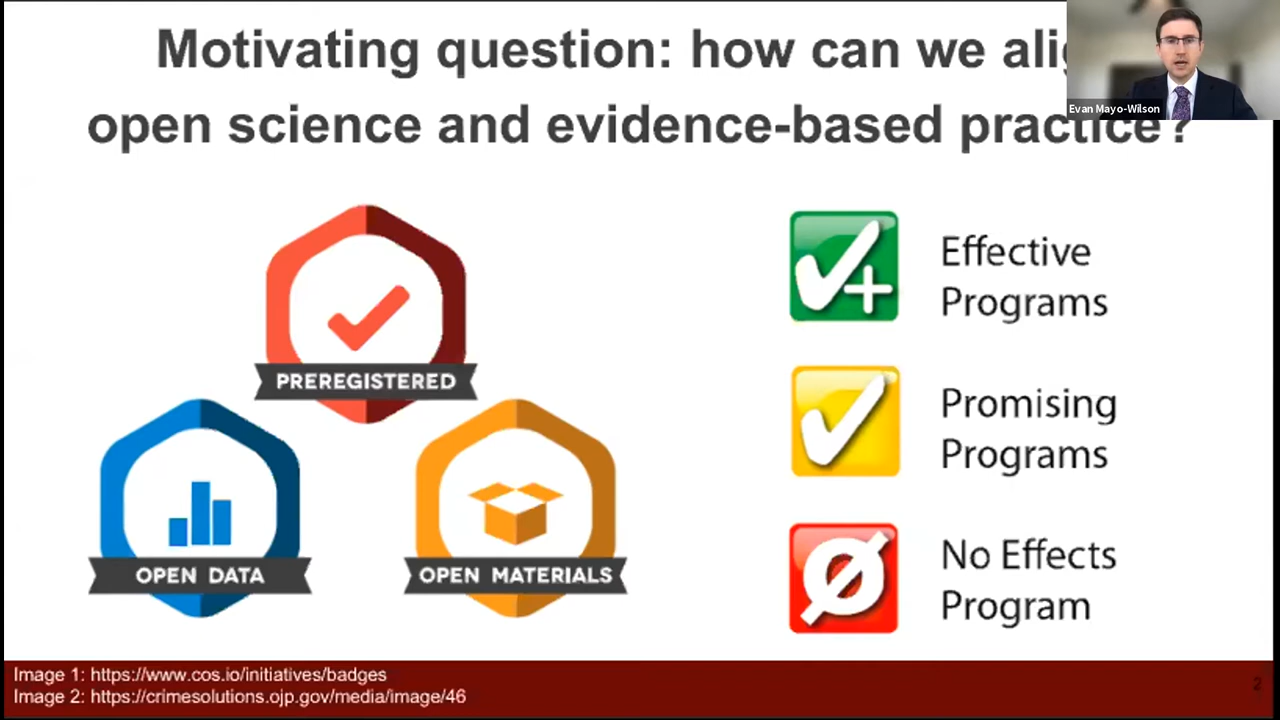 Motivating question: how can we
open science and evidence-based practice?
Evan Mayo-Wilson
PREREGISTERED
OPEN DATA
OPEN MATERIALS
Effective
Programs
Promising
Programs
No Effects
Program
Image 1: https://www.cos.io/initiatives/badges
Image 2: https://crimesolutions.ojp.gov/media/image/46
2